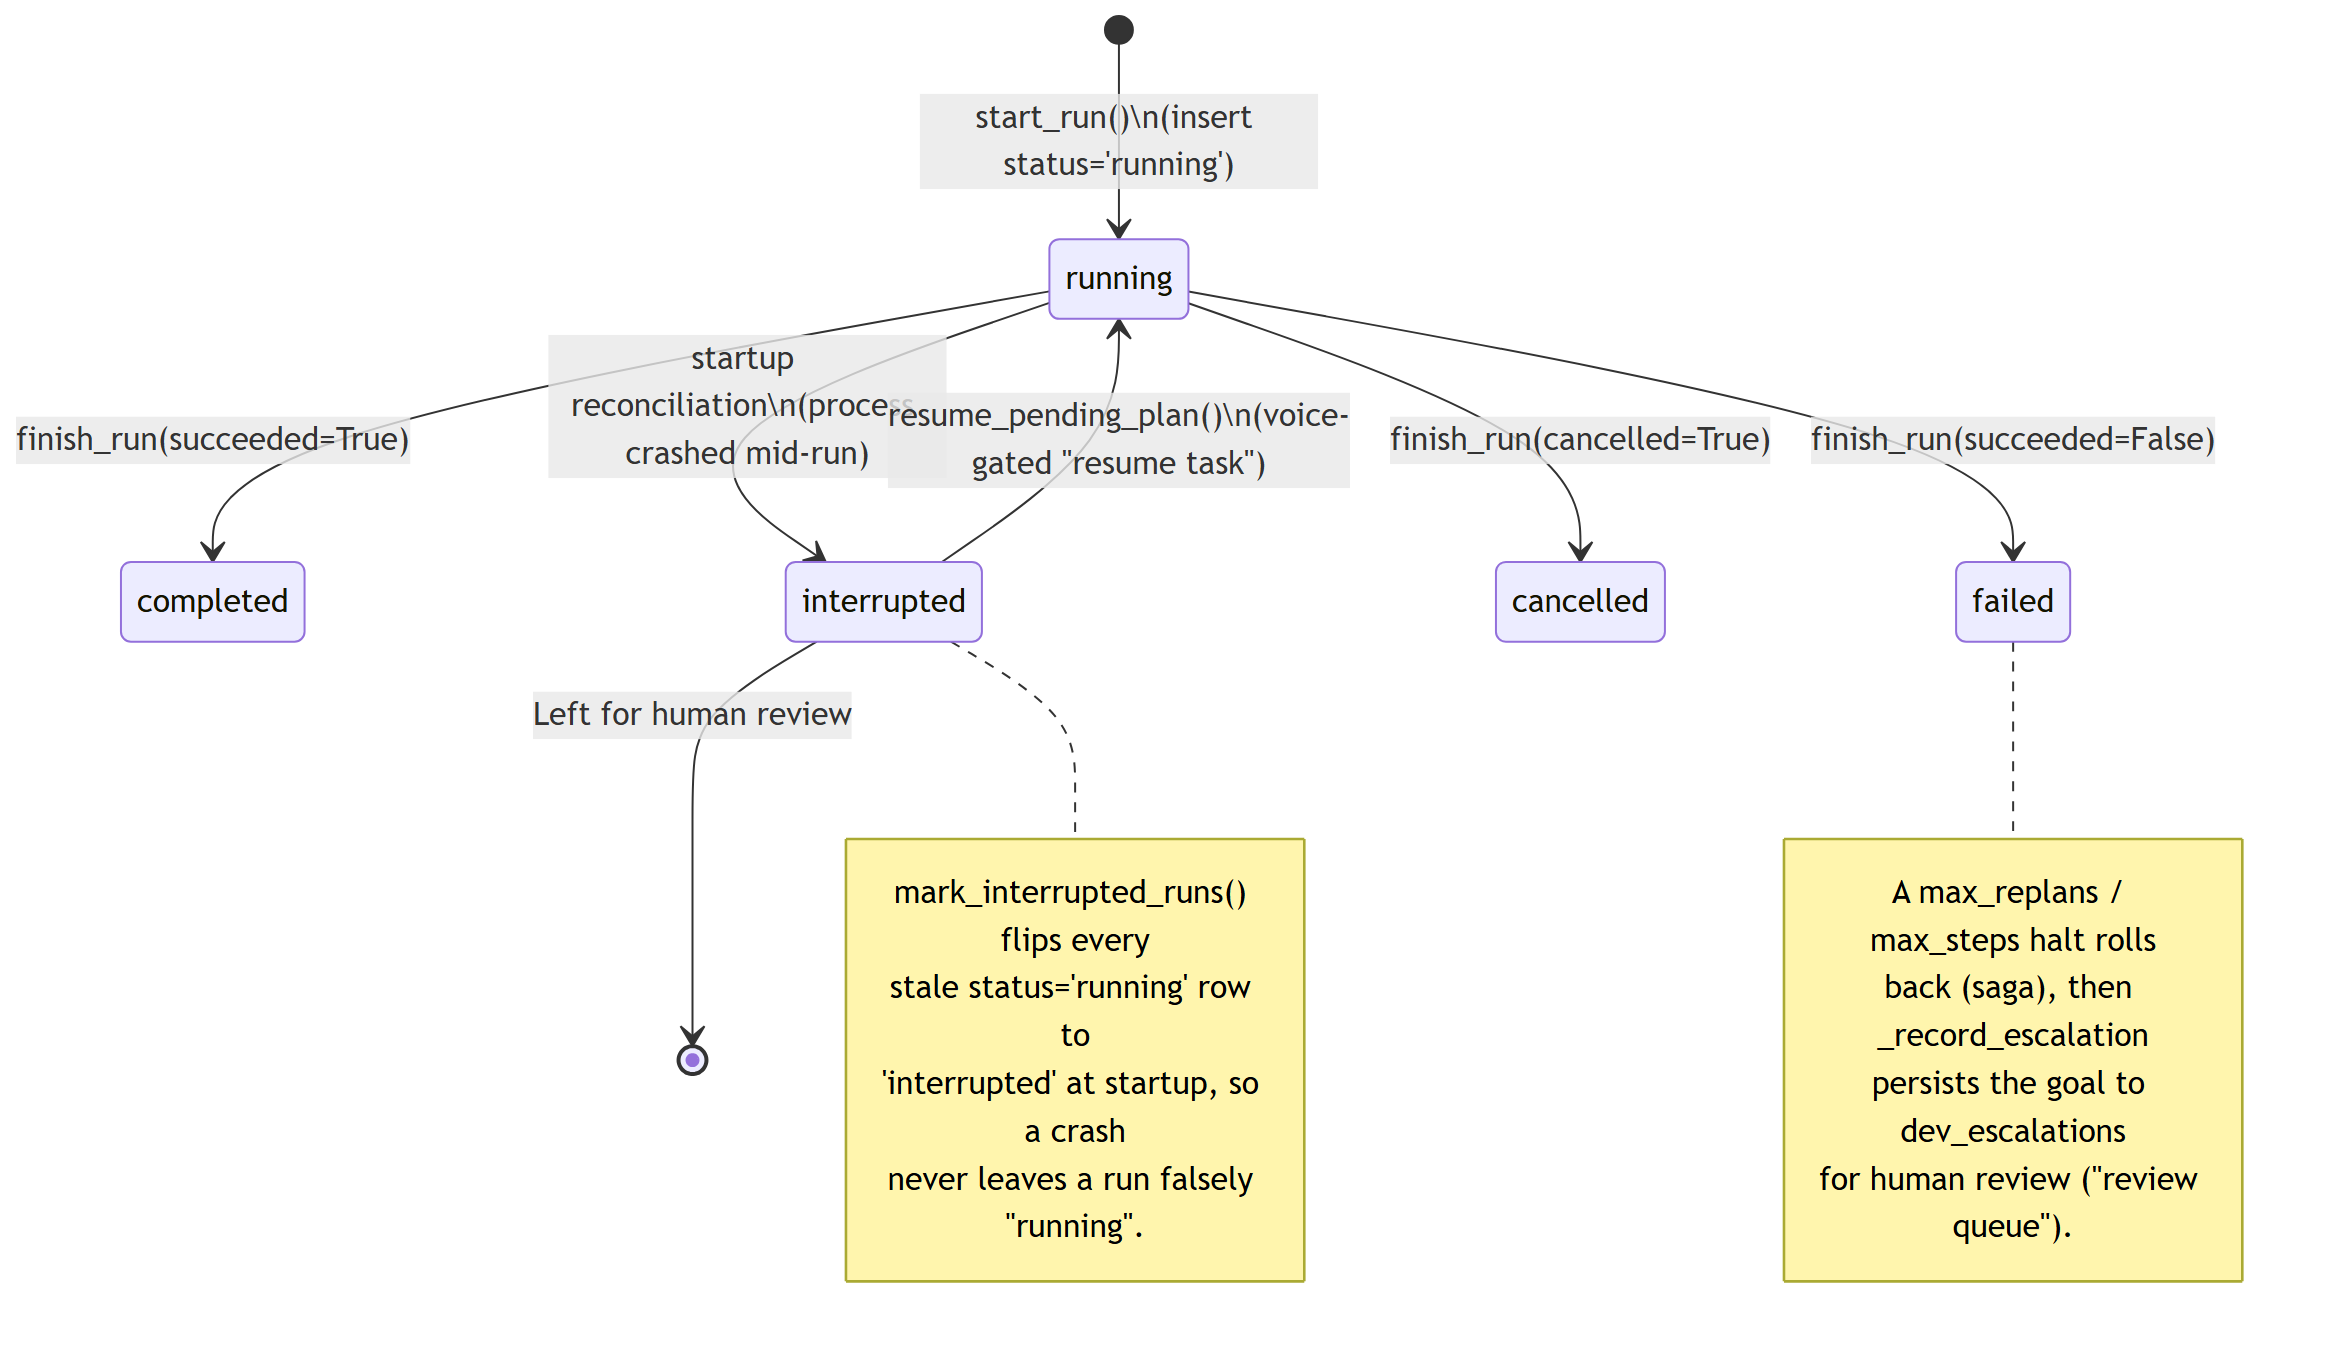 start_run()\n(insert
status='running')
running
startup
reconciliation\n(process
crashed mid-run)
resume_pending_plan()\n(voice-
gated "resume task")
finish_run(succeeded=True)
finish_run(cancelled=True)
finish_run(succeeded=False)
completed
interrupted
cancelled
failed
Left for human review
mark_interrupted_runs()
flips every
stale status='running' row
to
'interrupted' at startup, so
a crash
never leaves a run falsely
"running".
A max_replans /
max_steps halt rolls
back (saga), then
_record_escalation
persists the goal to
dev_escalations
for human review ("review
queue").